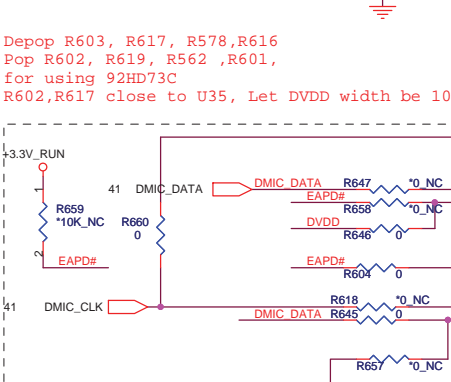 Depop R603, R617, R578,R616
Pop R602, R619, R562 ,R601,
for using 92HD73C
R602,R617 close to U35, Let DVDD width be 10
+3.3V_RUN
1
R659
*10K_NC
2
EAPD#
41 DMIC_DATA
R660
0
DMIC_DATA R647 *0_NC
EAPD# R658 *0_NC
DVDD R646 0
EAPD# R604 0
41 DMIC_CLK
R618 *0_NC
DMIC_DATA R645 0
R657 *0_NC